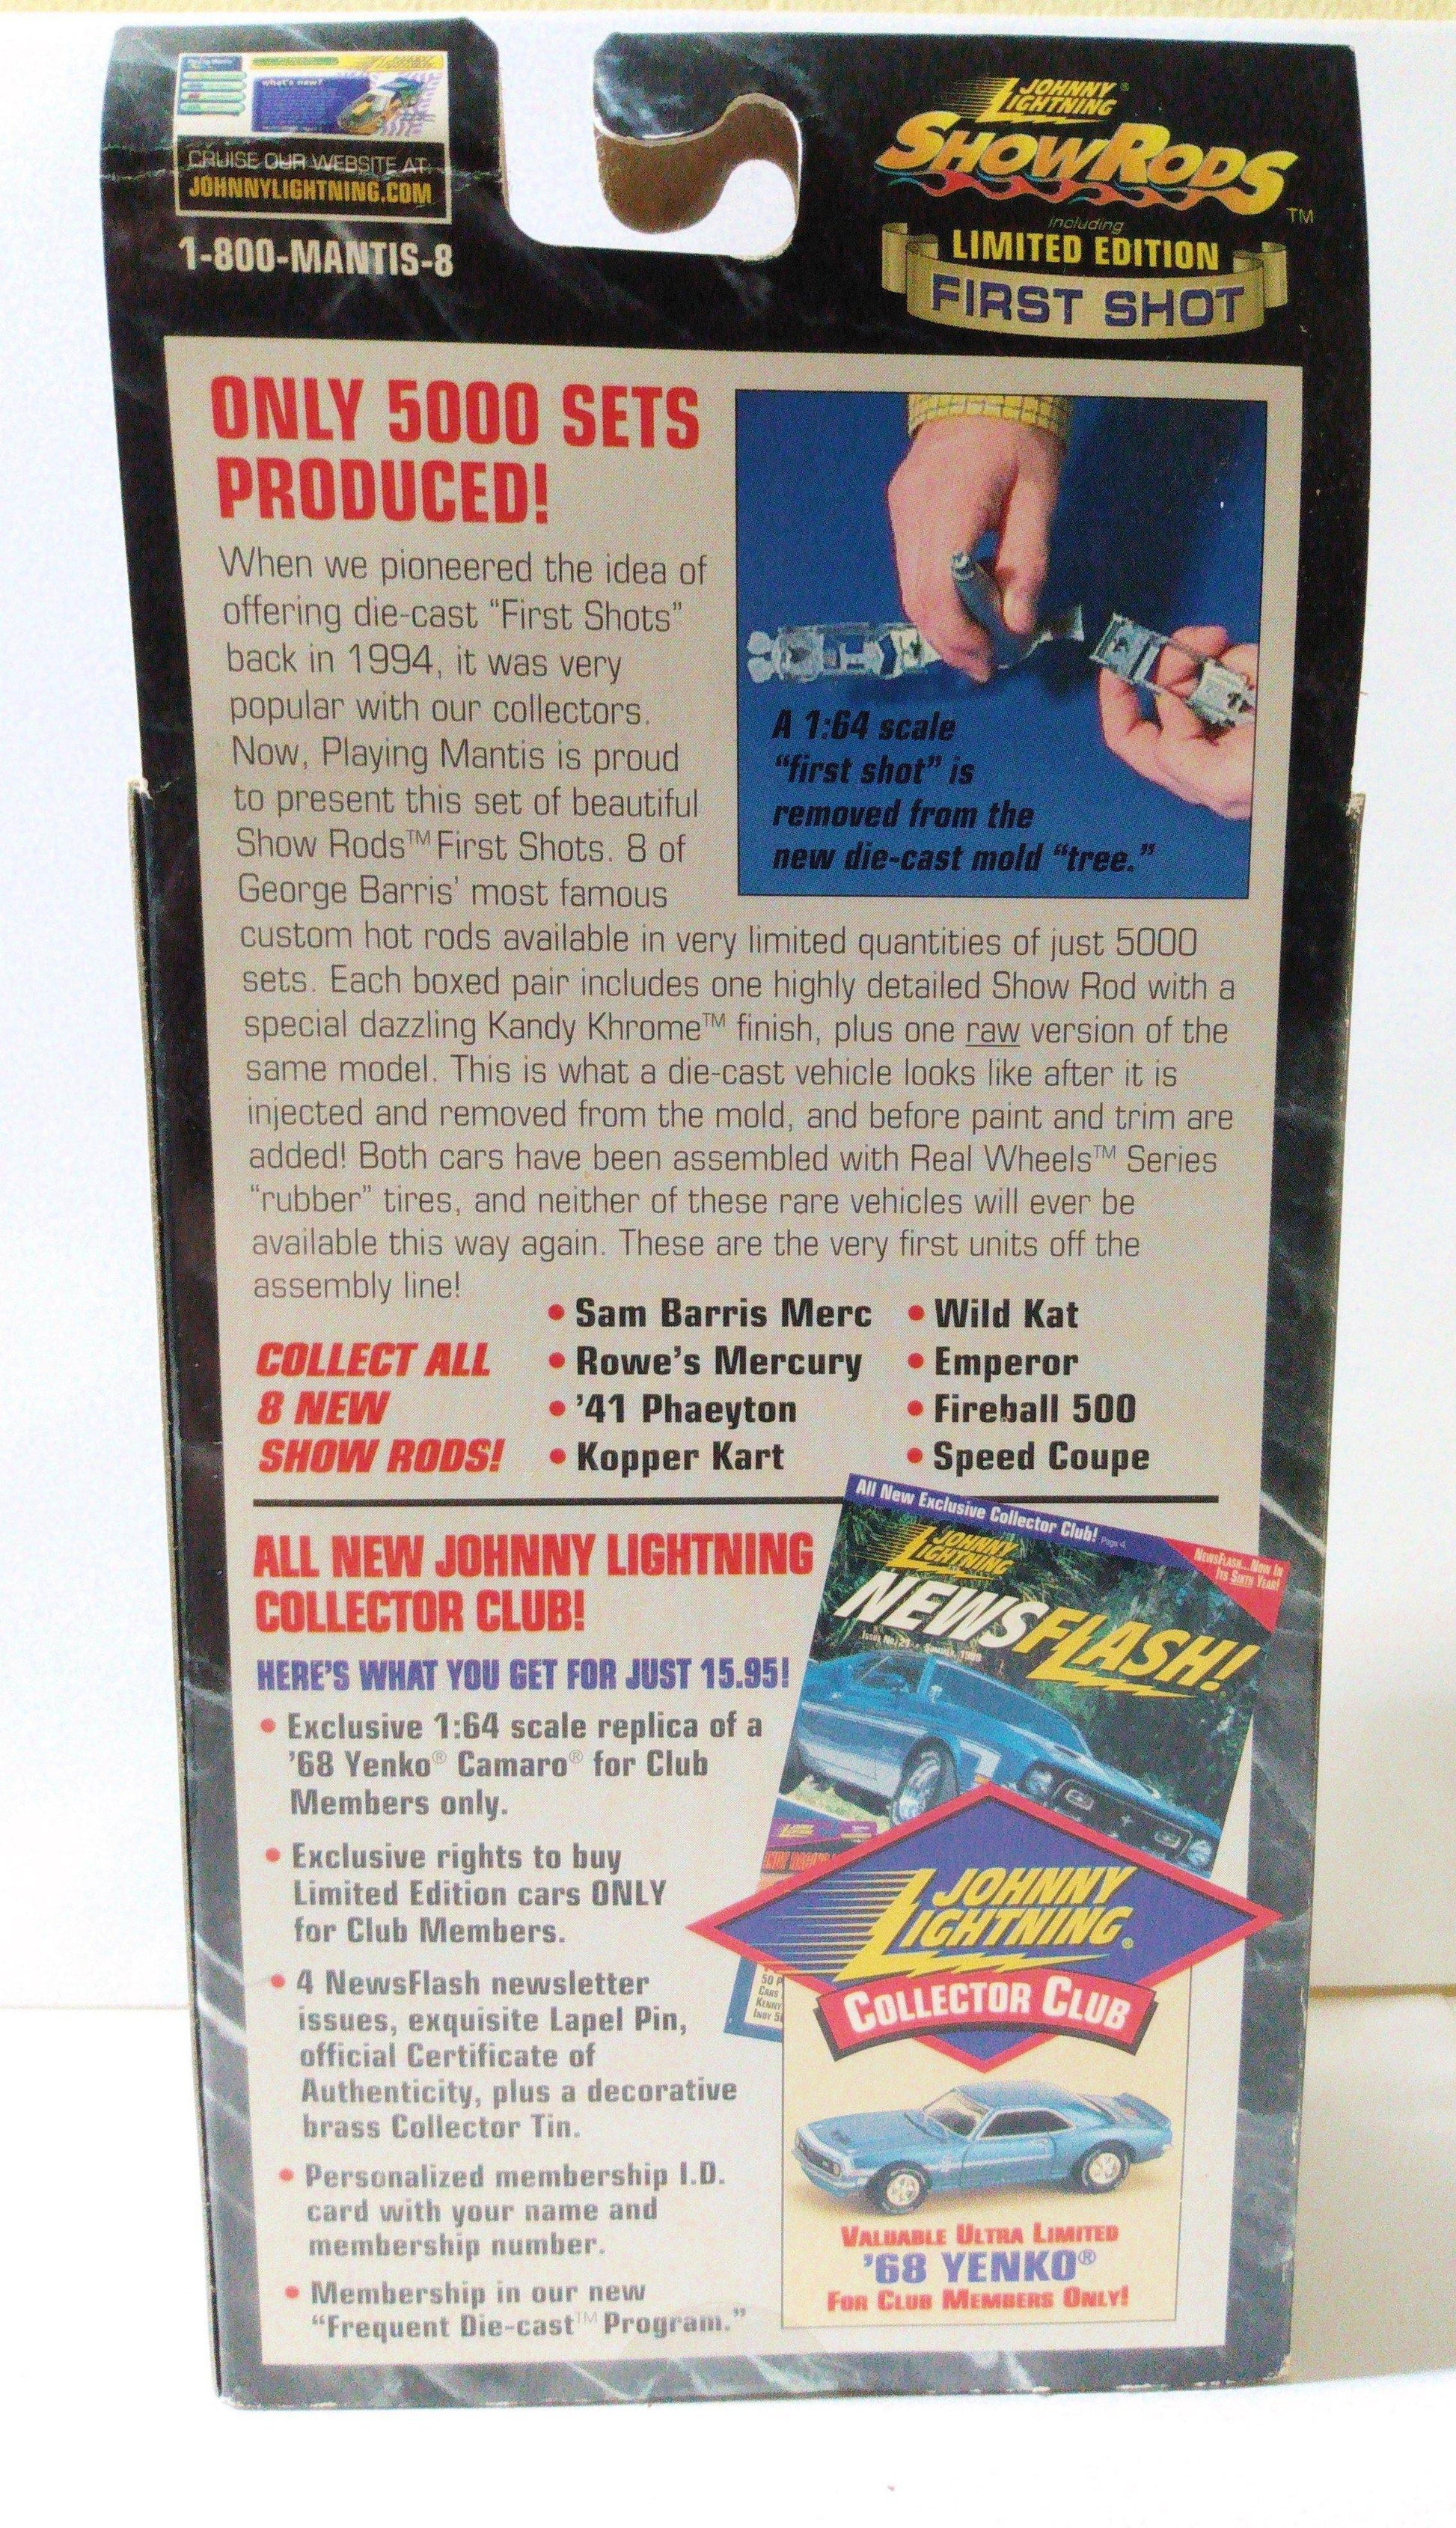 what's new?
CRUISE OUR WEBSITE AT:
JOHNNYLIGHTNING.COM
1-800-MANTIS-8
JOHNNY
LIGHTNING®
SHOWRODS™
including
LIMITED EDITION
FIRST SHOT
ONLY 5000 SETS
PRODUCED!
When we pioneered the idea of
offering die-cast “First Shots”
back in 1994, it was very
popular with our collectors.
Now, Playing Mantis is proud
to present this set of beautiful
Show Rods™ First Shots. 8 of
George Barris' most famous
custom hot rods available in very limited quantities of just 5000
sets. Each boxed pair includes one highly detailed Show Rod with a
special dazzling Kandy Khrome™ finish, plus one raw version of the
same model. This is what a die-cast vehicle looks like after it is
injected and removed from the mold, and before paint and trim are
added! Both cars have been assembled with Real Wheels™ Series
“rubber” tires, and neither of these rare vehicles will ever be
available this way again. These are the very first units off the
assembly line!
A 1:64 scale
“first shot” is
removed from the
new die-cast mold “tree.”
COLLECT ALL
8 NEW
SHOW RODS!
• Sam Barris Merc
• Rowe's Mercury
• '41 Phaeyton
• Kopper Kart
• Wild Kat
• Emperor
• Fireball 500
• Speed Coupe
ALL NEW JOHNNY LIGHTNING
COLLECTOR CLUB!
HERE'S WHAT YOU GET FOR JUST 15.95!
• Exclusive 1:64 scale replica of a
'68 Yenko® Camaro® for Club
Members only.
• Exclusive rights to buy
Limited Edition cars ONLY
for Club Members.
• 4 NewsFlash newsletter
issues, exquisite Lapel Pin,
official Certificate of
Authenticity, plus a decorative
brass Collector Tin.
• Personalized membership I.D.
card with your name and
membership number.
• Membership in our new
“Frequent Die-cast™ Program.”
All New Exclusive Collector Club! Page 4
NEWSFLASH...NOW IN
ITS SIXTH YEAR!
JOHNNY
LIGHTNING
NEWSFLASH!
JOHNNY
LIGHTNING®
COLLECTOR CLUB
VALUABLE ULTRA LIMITED
'68 YENKO®
FOR CLUB MEMBERS ONLY!